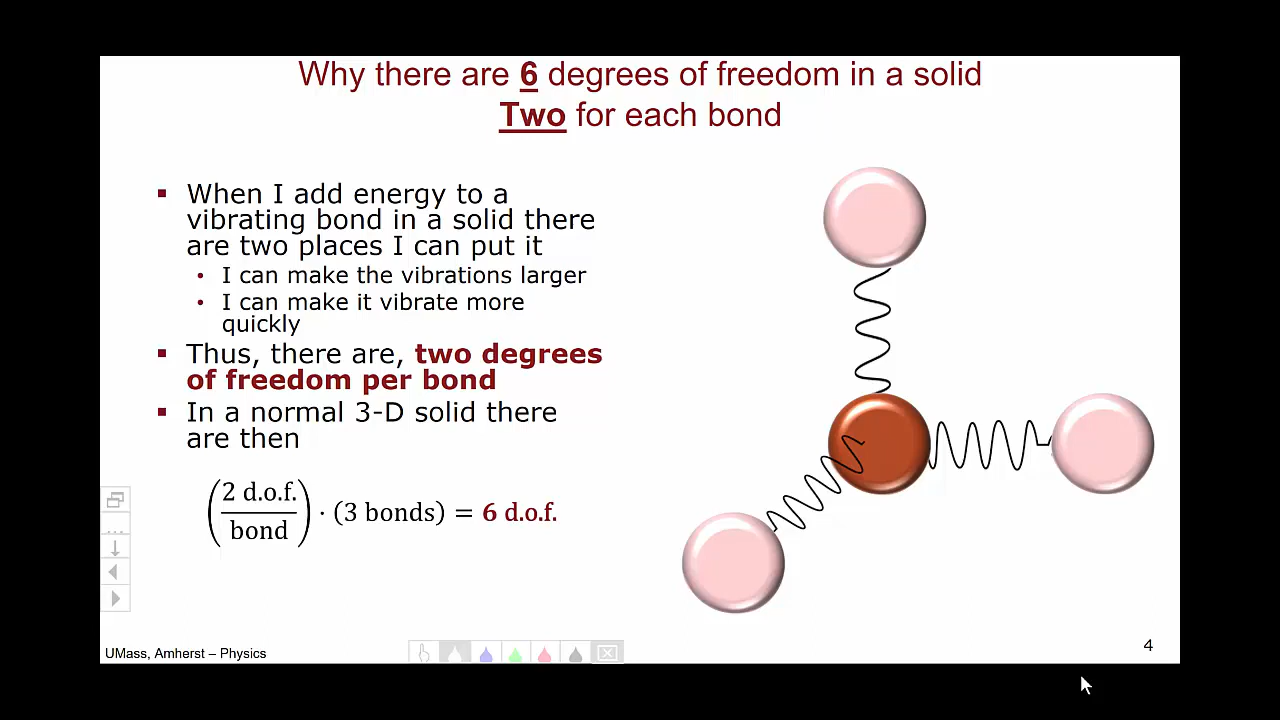 Why there are 6 degrees of freedom in a solid
Two for each bond
▪ When I add energy to a
vibrating bond in a solid there
are two places I can put it
• I can make the vibrations larger
• I can make it vibrate more
quickly
▪ Thus, there are, two degrees
of freedom per bond
▪ In a normal 3-D solid there
are then
(2 d.o.f./bond) · (3 bonds) = 6 d.o.f.
UMass, Amherst – Physics
4